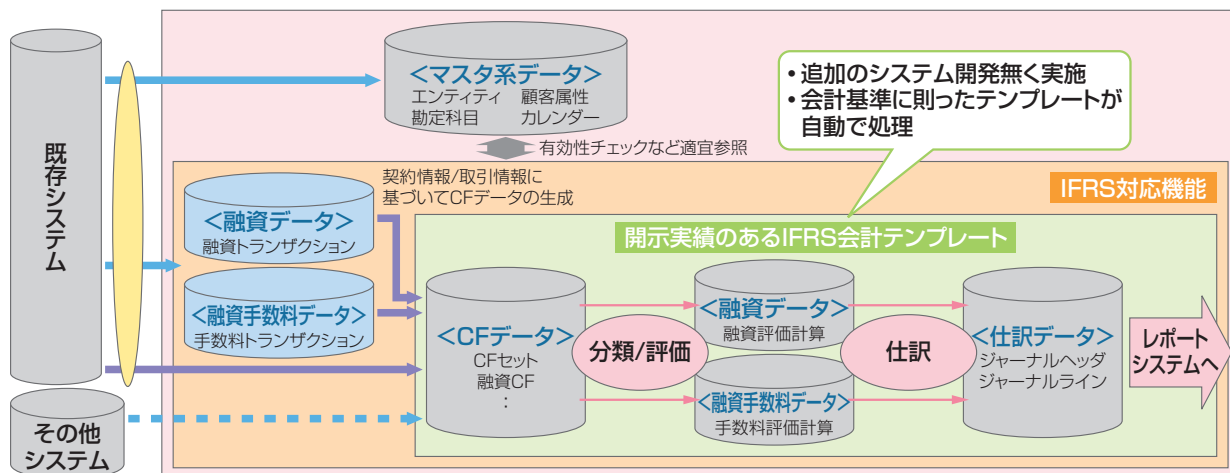 既存システム
その他
システム
<マスタ系データ>
エンティティ 顧客属性
勘定科目 カレンダー
有効性チェックなど適宜参照
・追加のシステム開発無く実施
・会計基準に則ったテンプレートが
自動で処理
IFRS対応機能
契約情報/取引情報に
基づいてCFデータの生成
<融資データ>
融資トランザクション
<融資手数料データ>
手数料トランザクション
開示実績のあるIFRS会計テンプレート
<CFデータ>
CFセット
融資CF
:
分類/評価
<融資データ>
融資評価計算
<融資手数料データ>
手数料評価計算
仕訳
<仕訳データ>
ジャーナルヘッダ
ジャーナルライン
レポート
システムへ